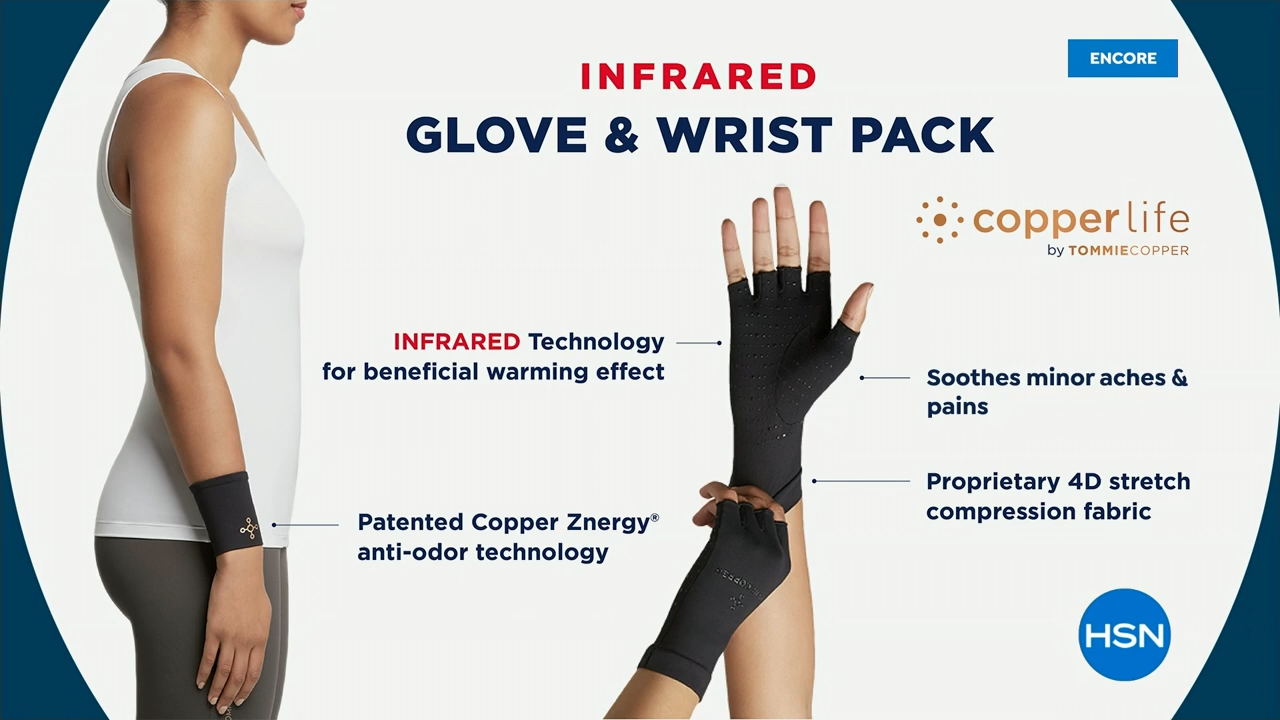 INFRARED
ENCORE
GLOVE & WRIST PACK
copperlife
by TOMMIECOPPER
INFRARED Technology
for beneficial warming effect
Soothes minor aches &
pains
Proprietary 4D stretch
compression fabric
Patented Copper Znergy®
anti-odor technology
HSN